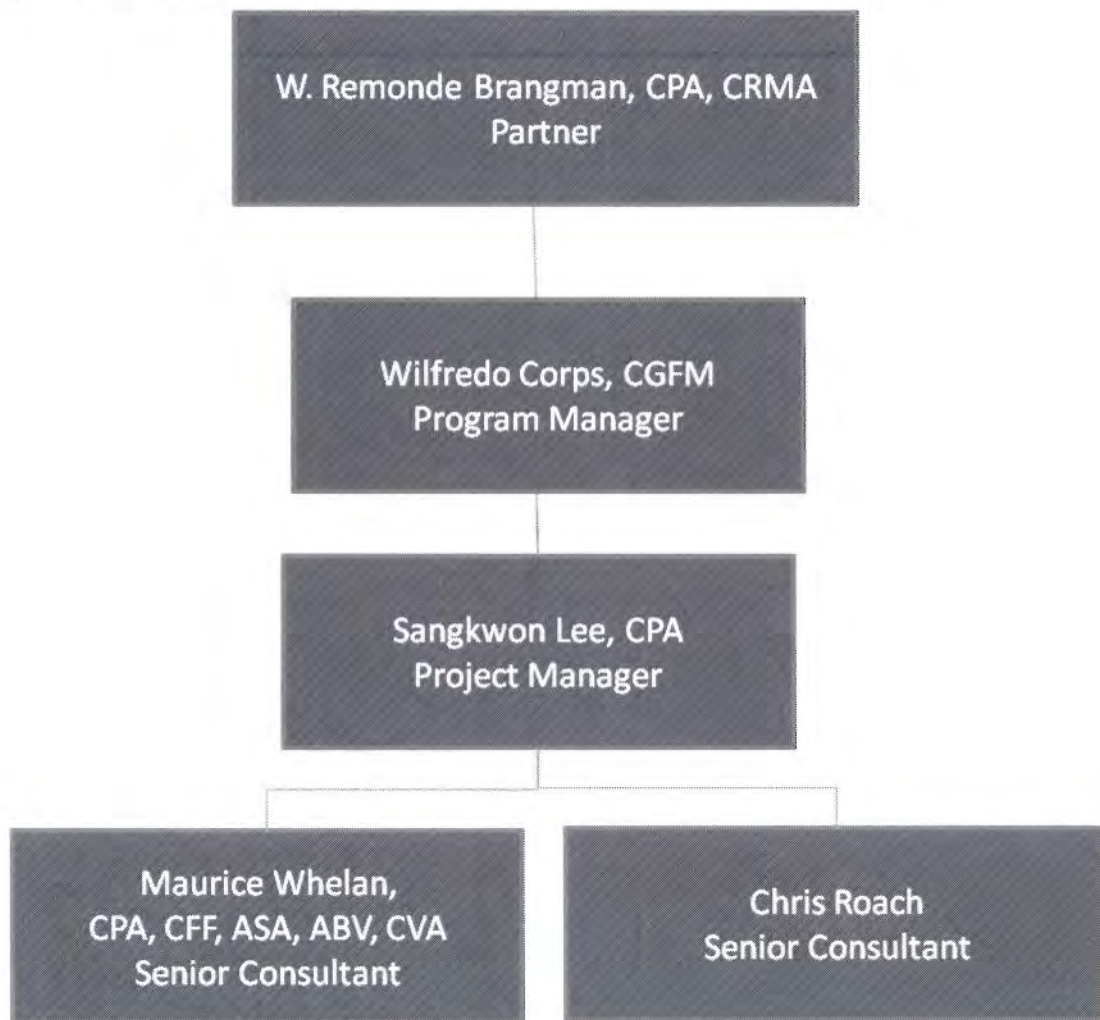 W. Remonde Brangman, CPA, CRMA
Partner
Wilfredo Corps, CGFM
Program Manager
Sangkwon Lee, CPA
Project Manager
Maurice Whelan,
CPA, CFF, ASA, ABV, CVA
Senior Consultant
Chris Roach
Senior Consultant